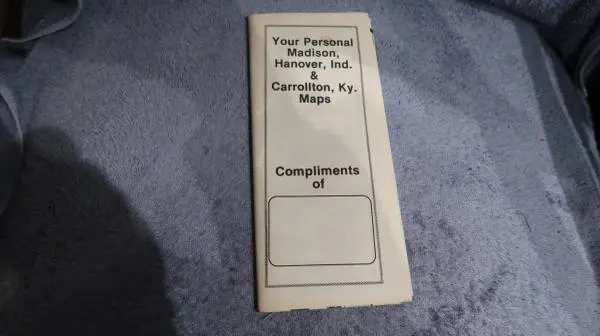 Your Personal
Madison,
Hanover, Ind.
&
Carrollton, Ky.
Maps
Compliments
of